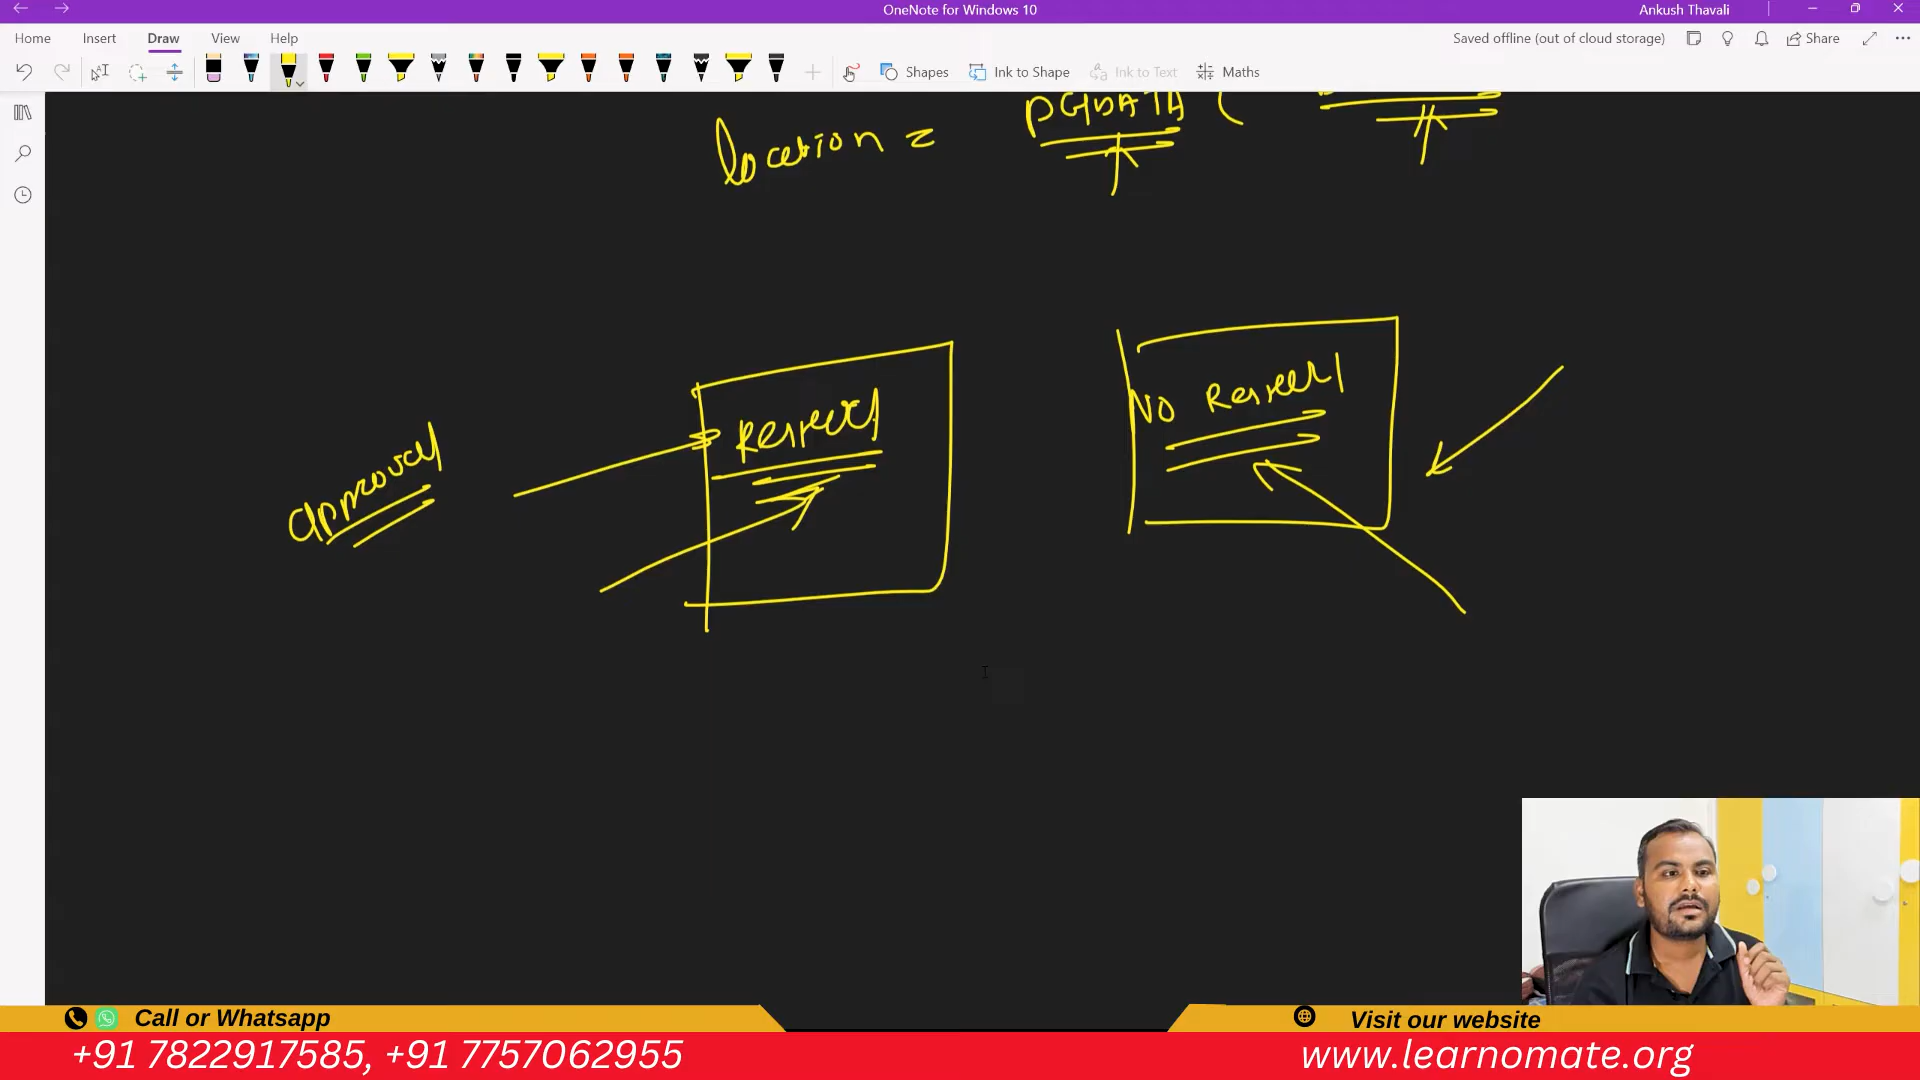 OneNote for Windows 10
Ankush Thavali
Home Insert Draw View Help
Saved offline (out of cloud storage)
Share
Shapes
Ink to Shape
Ink to Text
Maths
location =
PGDATA (
approval
Restart
NO Restart
Call or Whatsapp
Visit our website
+91 7822917585, +91 7757062955
www.learnomate.org